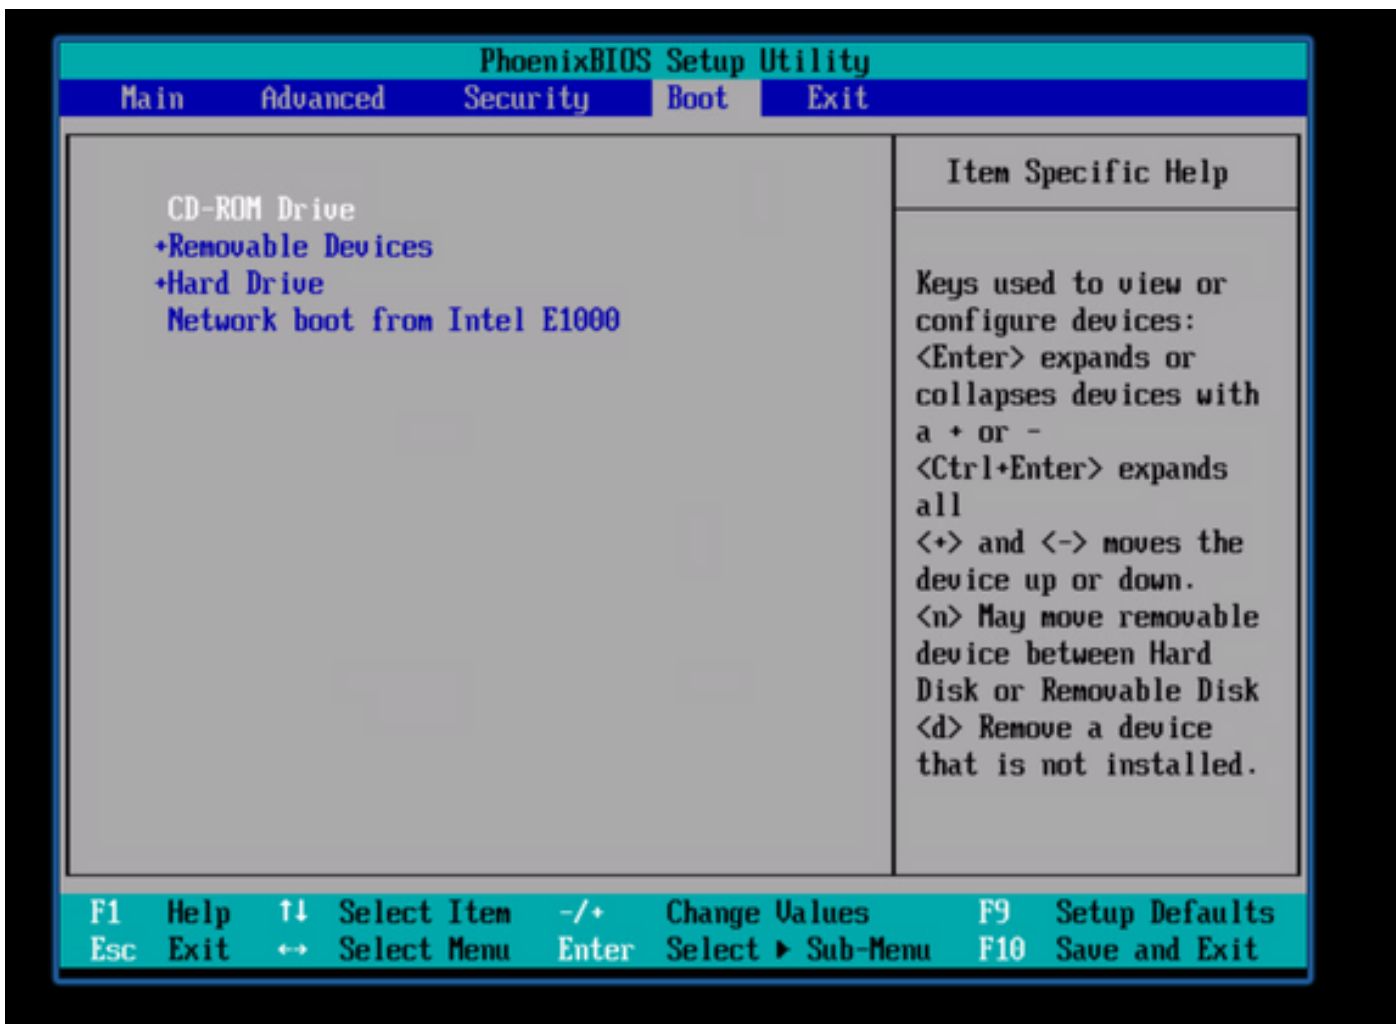 PhoenixBIOS Setup Utility
Main Advanced Security Boot Exit
CD-ROM Drive
+Removable Devices
+Hard Drive
Network boot from Intel E1000
Item Specific Help
Keys used to view or
configure devices:
<Enter> expands or
collapses devices with
a + or -
<Ctrl+Enter> expands
all
<+> and <-> moves the
device up or down.
<n> May move removable
device between Hard
Disk or Removable Disk
<d> Remove a device
that is not installed.
F1 Help ↑↓ Select Item -/+ Change Values F9 Setup Defaults
Esc Exit ↔ Select Menu Enter Select ▶ Sub-Menu F10 Save and Exit